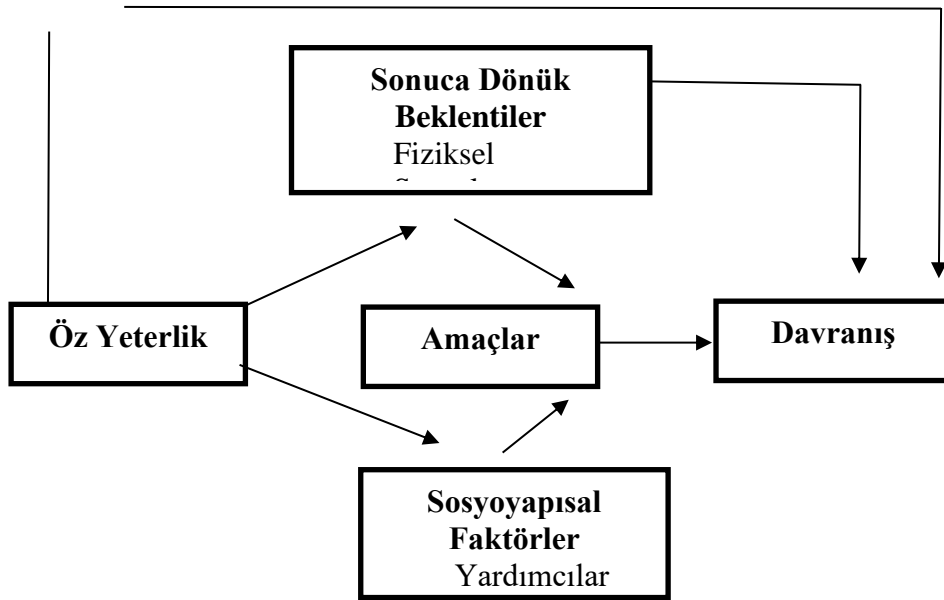 Sonuca Dönük
Beklentiler
Fiziksel
Öz Yeterlik
Amaçlar
Davranış
Sosyoyapısal
Faktörler
Yardımcılar